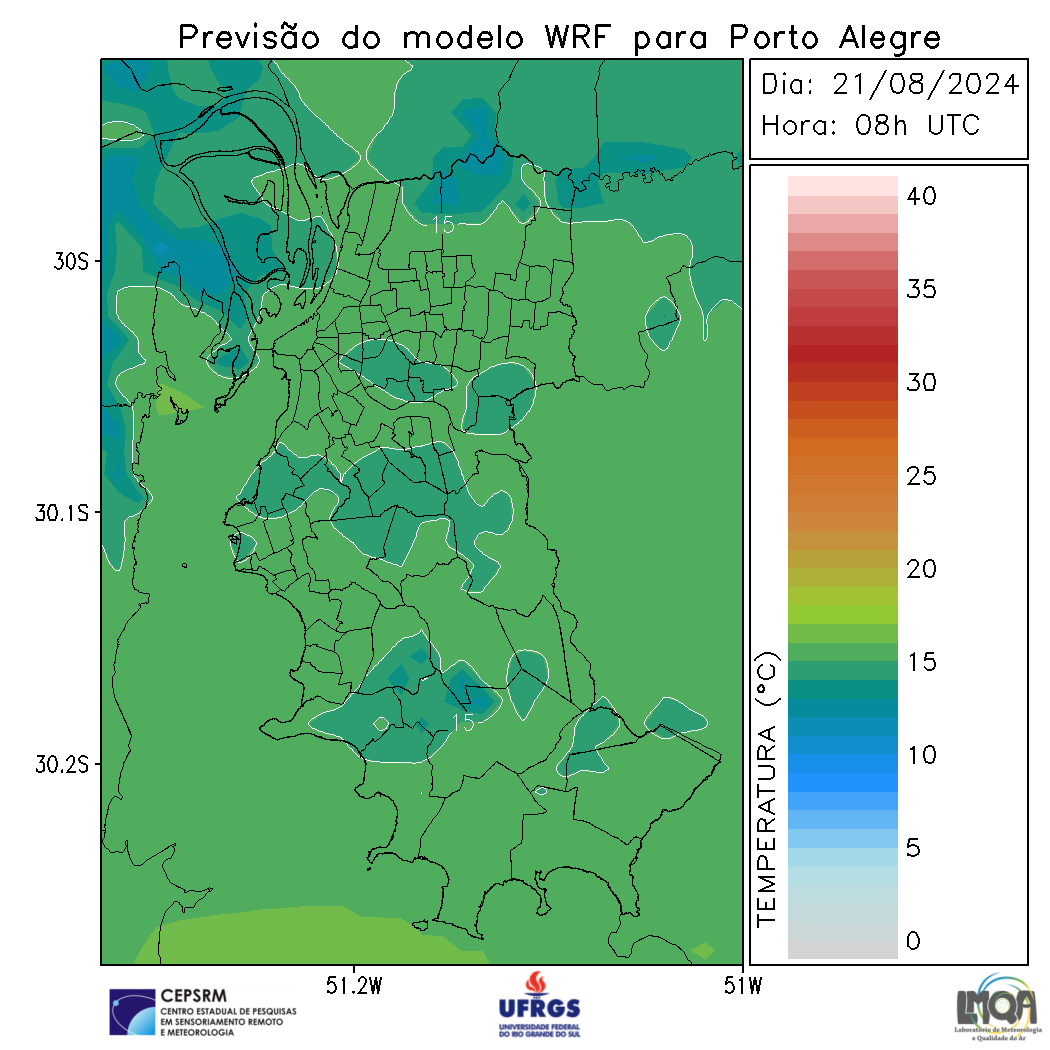 Previsão do modelo WRF para Porto Alegre
Dia: 21/08/2024
Hora: 08h UTC
40
35
30
25
20
15
10
5
0
TEMPERATURA (°C)
15
15
30S
30.1S
30.2S
51.2W
51W
CEPSRM
CENTRO ESTADUAL DE PESQUISAS
EM SENSORIAMENTO REMOTO
E METEOROLOGIA
UFRGS
UNIVERSIDADE FEDERAL
DO RIO GRANDE DO SUL
LMQA
Laboratório de Meteorologia
e Qualidade do Ar